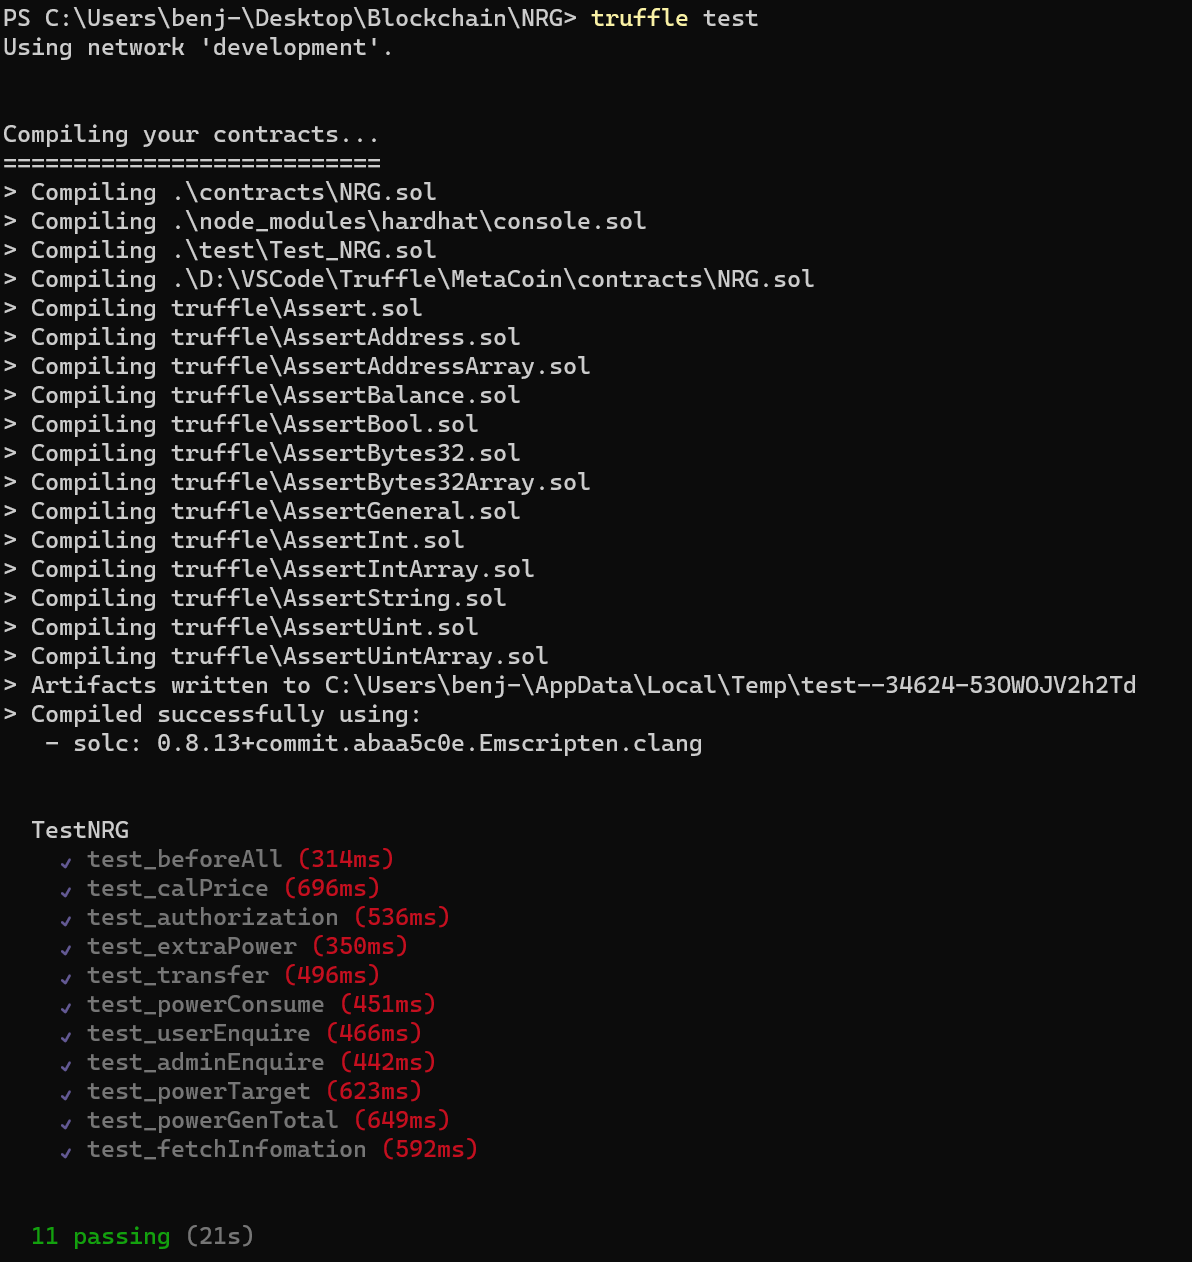 PS C:\Users\benj-\Desktop\Blockchain\NRG> truffle test
Using network 'development'.
Compiling your contracts...
===========================
> Compiling .\contracts\NRG.sol
> Compiling .\node_modules\hardhat\console.sol
> Compiling .\test\Test_NRG.sol
> Compiling .\D:\VSCode\Truffle\MetaCoin\contracts\NRG.sol
> Compiling truffle\Assert.sol
> Compiling truffle\AssertAddress.sol
> Compiling truffle\AssertAddressArray.sol
> Compiling truffle\AssertBalance.sol
> Compiling truffle\AssertBool.sol
> Compiling truffle\AssertBytes32.sol
> Compiling truffle\AssertBytes32Array.sol
> Compiling truffle\AssertGeneral.sol
> Compiling truffle\AssertInt.sol
> Compiling truffle\AssertIntArray.sol
> Compiling truffle\AssertString.sol
> Compiling truffle\AssertUint.sol
> Compiling truffle\AssertUintArray.sol
> Artifacts written to C:\Users\benj-\AppData\Local\Temp\test--34624-53OWOJV2h2Td
> Compiled successfully using:
   - solc: 0.8.13+commit.abaa5c0e.Emscripten.clang
  TestNRG
    ✓ test_beforeAll (314ms)
    ✓ test_calPrice (696ms)
    ✓ test_authorization (536ms)
    ✓ test_extraPower (350ms)
    ✓ test_transfer (496ms)
    ✓ test_powerConsume (451ms)
    ✓ test_userEnquire (466ms)
    ✓ test_adminEnquire (442ms)
    ✓ test_powerTarget (623ms)
    ✓ test_powerGenTotal (649ms)
    ✓ test_fetchInfomation (592ms)
  11 passing (21s)